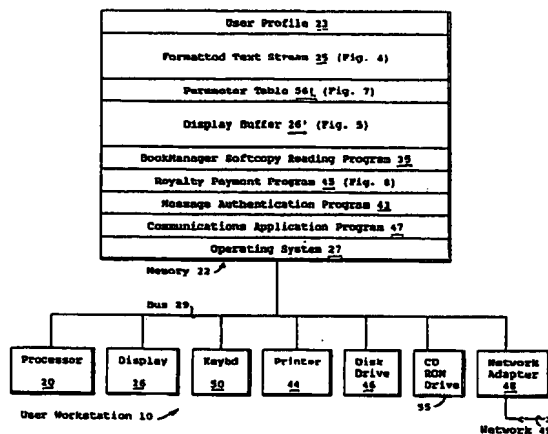 User Profile 23
Formatted Text Stream 25 (Fig. 4)
Parameter Table 56' (Fig. 7)
Display Buffer 26' (Fig. 5)
BookManager Softcopy Reading Program 35
Royalty Payment Program 45 (Fig. 6)
Message Authentication Program 41
Communications Application Program 47
Operating System 27
Memory 22
Bus 29
Processor 20
Display 26
Keybd 50
Printer 44
Disk Drive 46
CD ROM Drive 55
Network Adapter 48
User Workstation 10
Network 49